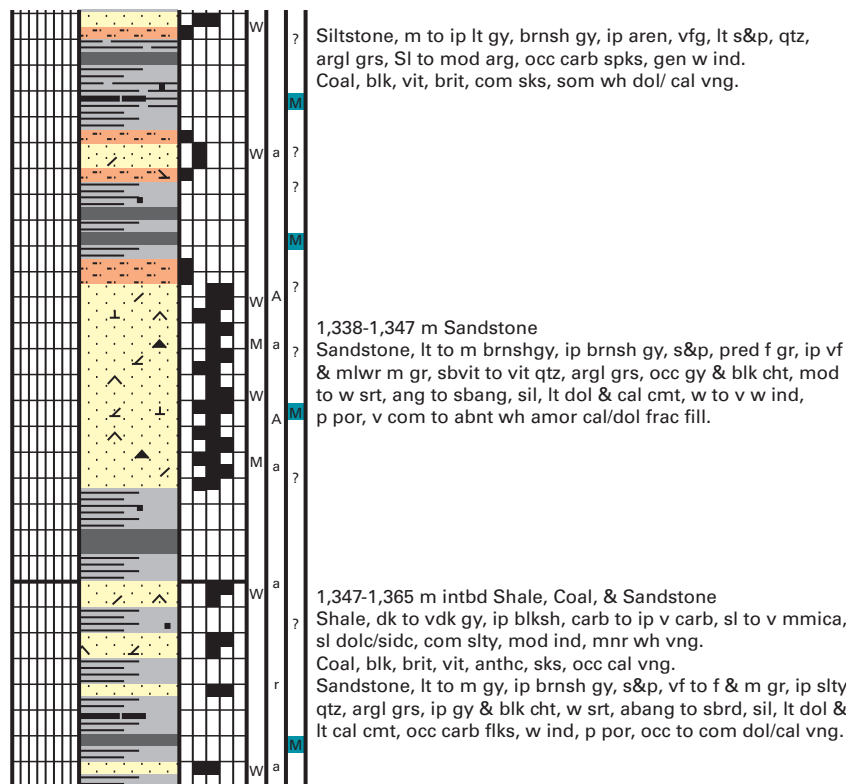 W
?
Siltstone, m to ip lt gy, brnsh gy, ip aren, vfg, lt s&p, qtz,
argl grs, Sl to mod arg, occ carb spks, gen w ind.
Coal, blk, vit, brit, com sks, som wh dol/ cal vng.
M
W a ?
?
M
?
W A
1,338-1,347 m Sandstone
M a ?
Sandstone, lt to m brnshgy, ip brnsh gy, s&p, pred f gr, ip vf
& mlwr m gr, sbvit to vit qtz, argl grs, occ gy & blk cht, mod
W
to w srt, ang to sbang, sil, lt dol & cal cmt, w to v w ind,
A M
p por, v com to abnt wh amor cal/dol frac fill.
M a ?
a
W
1,347-1,365 m intbd Shale, Coal, & Sandstone
?
Shale, dk to vdk gy, ip blksh, carb to ip v carb, sl to v mmica,
sl dolc/sidc, com slty, mod ind, mnr wh vng.
Coal, blk, brit, vit, anthc, sks, occ cal vng.
r
Sandstone, lt to m gy, ip brnsh gy, s&p, vf to f & m gr, ip slty
qtz, argl grs, ip gy & blk cht, w srt, abang to sbrd, sil, lt dol &
lt cal cmt, occ carb flks, w ind, p por, occ to com dol/cal vng.
M
W a